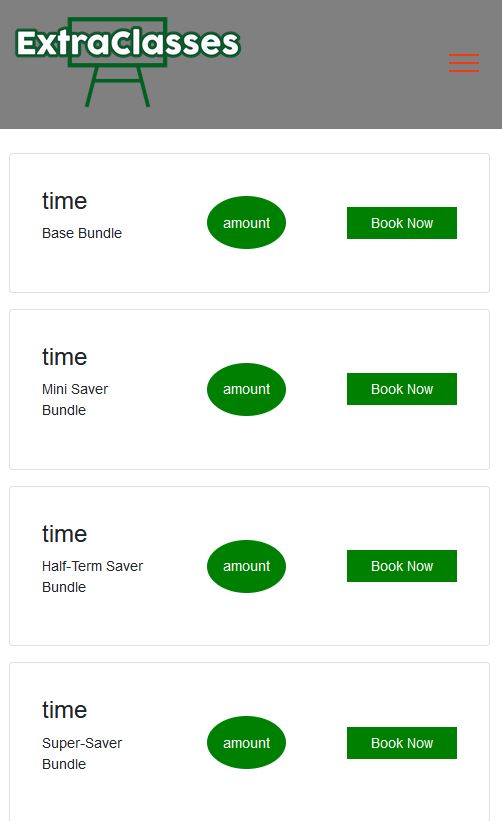 ExtraClasses
time
Base Bundle
amount
Book Now
time
Mini Saver
Bundle
amount
Book Now
time
Half-Term Saver
Bundle
amount
Book Now
time
Super-Saver
Bundle
amount
Book Now